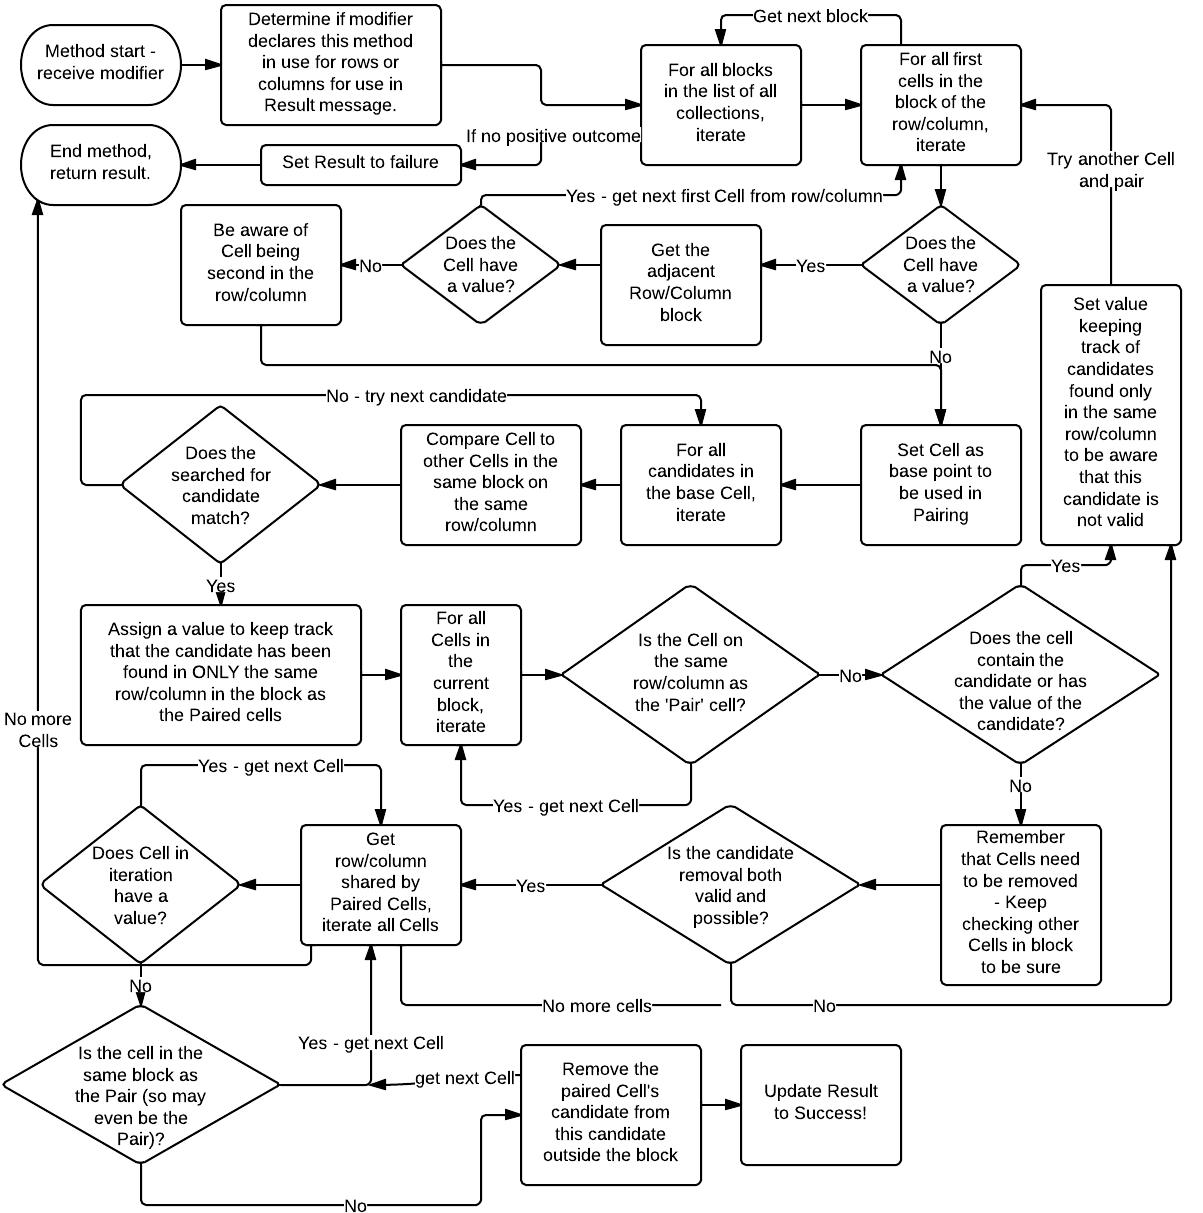 Method start -
receive modifier
Determine if modifier
declares this method
in use for rows or
columns for use in
Result message.
Get next block
For all blocks
in the list of all
collections,
iterate
For all first
cells in the
block of the
row/column,
iterate
If no positive outcome
End method,
return result.
Set Result to failure
Try another Cell
and pair
Yes - get next first Cell from row/column
Be aware of
Cell being
second in the
row/column
No
Does the
Cell have
a value?
Get the
adjacent
Row/Column
block
Yes
Does the
Cell have
a value?
No
Set value
keeping
track of
candidates
found only
in the same
row/column
to be aware
that this
candidate is
not valid
No - try next candidate
Does the
searched for
candidate
match?
Compare Cell to
other Cells in the
same block on
the same
row/column
For all
candidates in
the base Cell,
iterate
Set Cell as
base point to
be used in
Pairing
Yes
Yes
Assign a value to keep track
that the candidate has been
found in ONLY the same
row/column in the block as
the Paired cells
For all
Cells in
the
current
block,
iterate
Is the Cell on
the same
row/column as
the 'Pair' cell?
No
Does the cell
contain the
candidate or has
the value of the
candidate?
No more
Cells
Yes - get next Cell
Yes - get next Cell
No
Does Cell in
iteration
have a
value?
Get
row/column
shared by
Paired Cells,
iterate all Cells
Yes
Is the candidate
removal both
valid and
possible?
Remember
that Cells need
to be removed
- Keep
checking other
Cells in block
to be sure
No
No more cells
No
Yes - get next Cell
Is the cell in the
same block as
the Pair (so may
even be the
Pair)?
get next Cell
Remove the
paired Cell's
candidate from
this candidate
outside the block
Update Result
to Success!
No